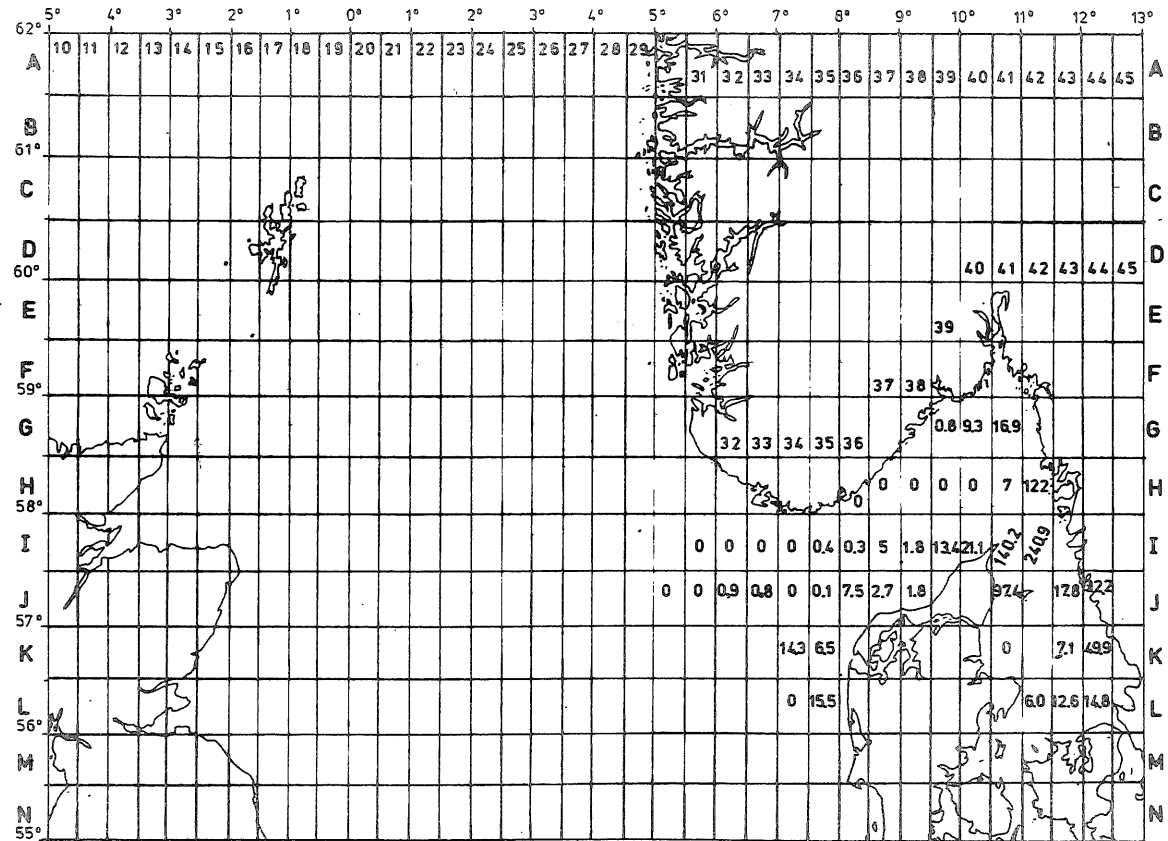 5° 4° 3° 2° 1° 0° 1° 2° 3° 4° 5° 6° 7° 8° 9° 10° 11° 12° 13°
62°
10 11 12 13 14 15 16 17 18 19 20 21 22 23 24 25 26 27 28 29
A 31 32 33 34 35 36 37 38 39 40 41 42 43 44 45 A
B B
61°
C C
D D
60° 40 41 42 43 44 45
E 39 E
F F
59° 37 38
G 0.8 9.3 16.9 G
32 33 34 35 36
H 0 0 0 0 0 7 122 H
58°
I 0 0 0 0 0.4 0.3 5 1.8 13.4 21.1 140.2 240.9 I
J 0 0 0.9 0.8 0 0.1 7.5 2.7 1.8 97.4 17.8 J
57°
K 14.3 6.5 0 7.1 49.9 K
L 0 15.5 6.0 12.6 14.8 L
56°
M M
N N
55°